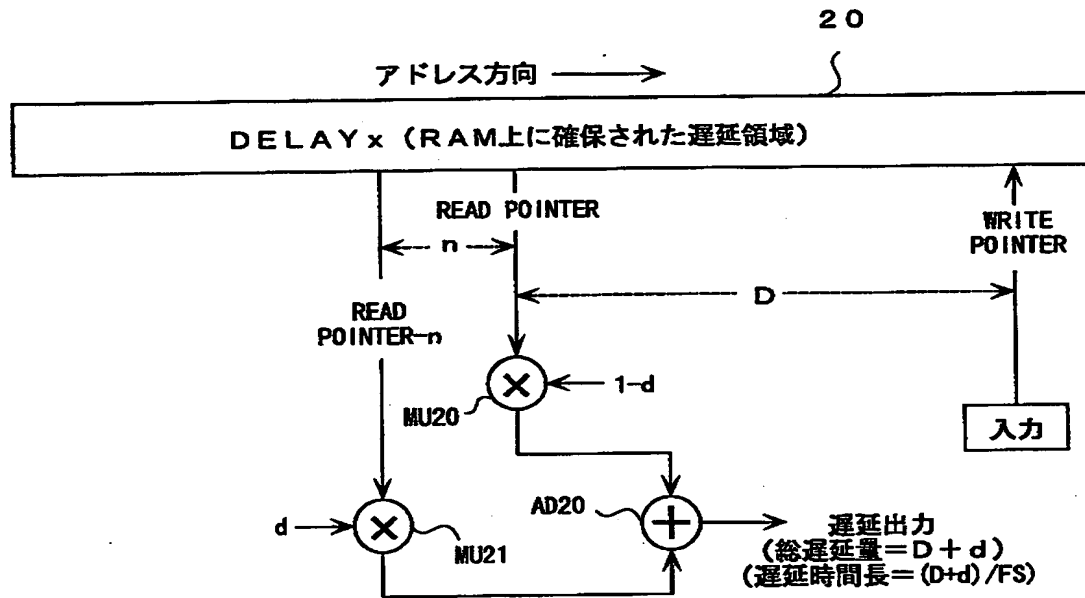 20
アドレス方向
DELAYx (RAM上に確保された遅延領域)
READ POINTER
WRITE
POINTER
n
D
READ
POINTER-n
1-d
MU20
入力
d
MU21
AD20
遅延出力
(総遅延量=D+d)
(遅延時間長=(D+d)/FS)